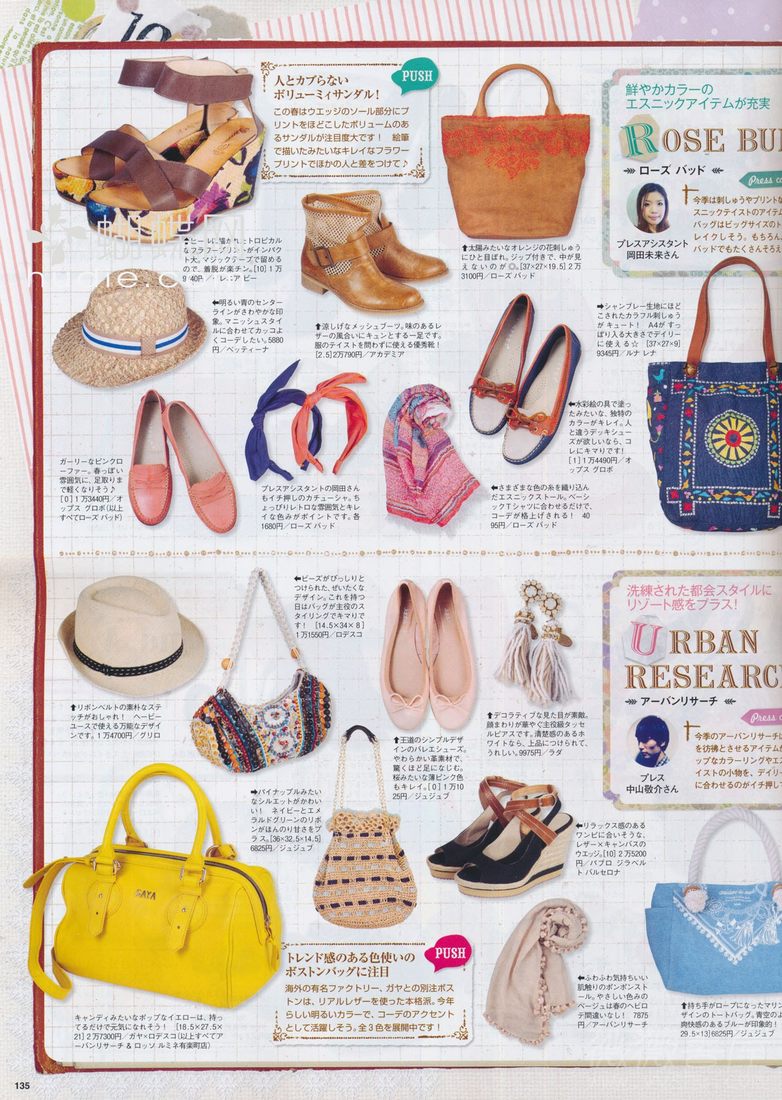 人とカブらない
ボリューミィサンダル!
PUSH
この春はウエッジのソール部分にプ
リントをほどこしたボリュームのあ
るサンダルが注目度大です! 絵筆
で描いたみたいなキレイなフラワー
プリントでほかの人と差をつけて♪
鮮やかカラーの
エスニックアイテムが充実
ROSE BU
ローズ バッド
Press
プレスアシスタント
岡田未来さん
今季は刺しゅうやプリントな
スニックテイストのアイテム
バッグはビッグサイズのト
レイクしそう。もちろん、
バッドでもたくさんそろえ
トロピカル
なフラワープリントがインパク
ト大。マジックテープで留めるの
で、着脱が楽チン。[10]1万
⬆太陽みたいなオレンジの花刺しゅう
にひと目ぼれ。ジップ付きで、中が見
えないのが◎。[37×27×19.5]2万
3100円/ローズ バッド
⬅明るい青のセンター
ラインがさわやかな印
象。マニッシュスタイル
に合わせてカッコよ
くコーデしたい。5880
円/ベッティーナ
⬆涼しげなメッシュブーツ。味のあるレ
ザーの風合いにキュンとする一足です。
服のテイストを問わずに使える優秀靴!
[2.5]2万790円/アカデミア
➡シャンブレー生地にほど
こされたカラフル刺しゅう
がキュート! A4がすっ
ぽり入る大きさでデイリー
に使える☆ [37×27×9]
9345円/ルナ レナ
⬅水彩絵の具で塗っ
たみたいな、独特の
カラーがキレイ。人
と違うデッキシュー
ズが欲しいなら、コ
レにキマリです!
[1]1万4490円/オ
ップス グロボ
ガーリーなピンクロ
ーファー。春っぽい
雰囲気に、足取りま
で軽くなりそう♪
[0]1万3440円/オ
ップス グロボ(以上
すべてローズ バッド)
プレスアシスタントの岡田さん
もイチ押しのカチューシャ。ち
ょっぴりレトロな雰囲気とキレ
イな色みがポイントです。各
1680円/ローズ バッド
⬅さまざまな色の糸を織り込ん
だエスニックストール。ベーシ
ックTシャツに合わせるだけで、
コーデが格上げされる! 40
95円/ローズ バッド
⬅ビーズがびっしりと
つけられた、ぜいたくな
デザイン。これを持つ
日はバッグが主役のス
タイリングでキマリで
す! [14.5×34×8]
1万1550円/ロデスコ
洗練された都会スタイルに
リゾート感をプラス!
URBAN
RESEARC
アーバンリサーチ
Press
プレス
中山敬介さん
今季のアーバンリサーチは
を彷彿とさせるアイテム
ップなカラーリングやエス
イストの小物を、デイリ
に合わせるのがイチ押し
⬆リボンベルトの素朴なステ
ッチがおしゃれ! ヘービー
ユースで使える万能なデザイ
ンです。1万4700円/グリロ
⬆王道のシンプルデザ
インのバレエシューズ。
やわらかい革素材で、
驚くほど足になじむ。
桜みたいな薄ピンク色
もキレイ。[0]1万10
25円/ジュジュブ
⬆デコラティブな見た目が素敵。
顔まわりが華やぐ主役級タッセ
ルピアスです。清楚感のあるホ
ワイトなら、上品につけられて、
うれしい。9975円/ラダ
➡パイナップルみたい
なシルエットがかわい
い! ネイビーとエメ
ラルドグリーンのリボ
ンがほんのり甘さをプ
ラス。[36×32.5×14.5]
6825円/ジュジュブ
⬅リラックス感のある
ワンピに合いそうな、
レザー×キャンバスの
ウエッジ。[10]2万5200
円/パブロ ジラベル
ト バルセロナ
GAYA
トレンド感のある色使いの
ボストンバッグに注目
PUSH
海外の有名ファクトリー、ガヤとの別注ボス
トンは、リアルレザーを使った本格派。今年
らしい明るいカラーで、コーデのアクセント
として活躍しそう。全3色を展開中です!
キャンディみたいなポップなイエローは、持っ
てるだけで元気になれそう! [18.5×27.5×
21]2万7300円/ガヤ×ロデスコ(以上すべてア
ーバンリサーチ & ロッソ ルミネ有楽町店)
⬅ふわふわ気持ちいい
肌触りのポンポンスト
ール。やさしい色みの
ベージュは春のヘビロ
テ間違いなし! 7875
円/アーバンリサーチ
⬆持ち手がロープになったマリン
ザインのトートバッグ。青空のよ
爽快感のあるブルーが印象的!
29.5×13]6825円/ジュジュブ
135